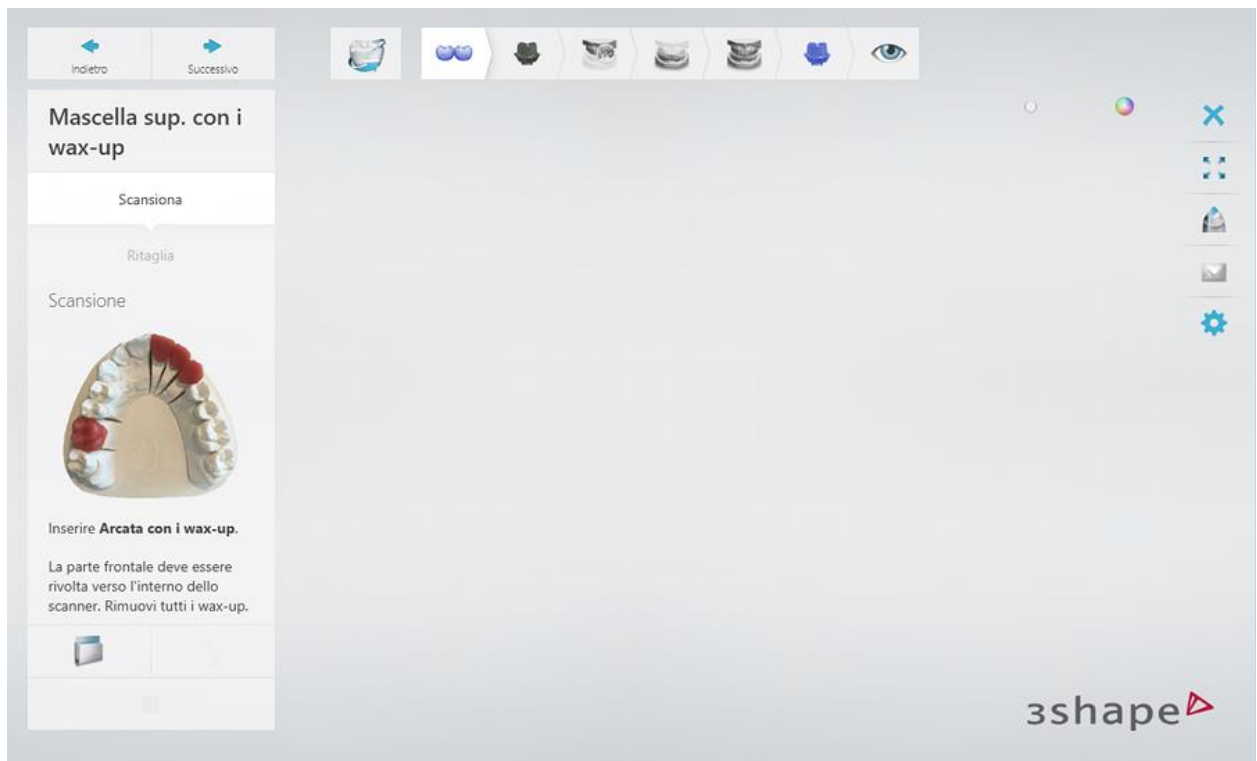 Indietro
Successivo
Mascella sup. con i
wax-up
Scansiona
Ritaglia
Scansione
Inserire Arcata con i wax-up.
La parte frontale deve essere
rivolta verso l'interno dello
scanner. Rimuovi tutti i wax-up.
3shape